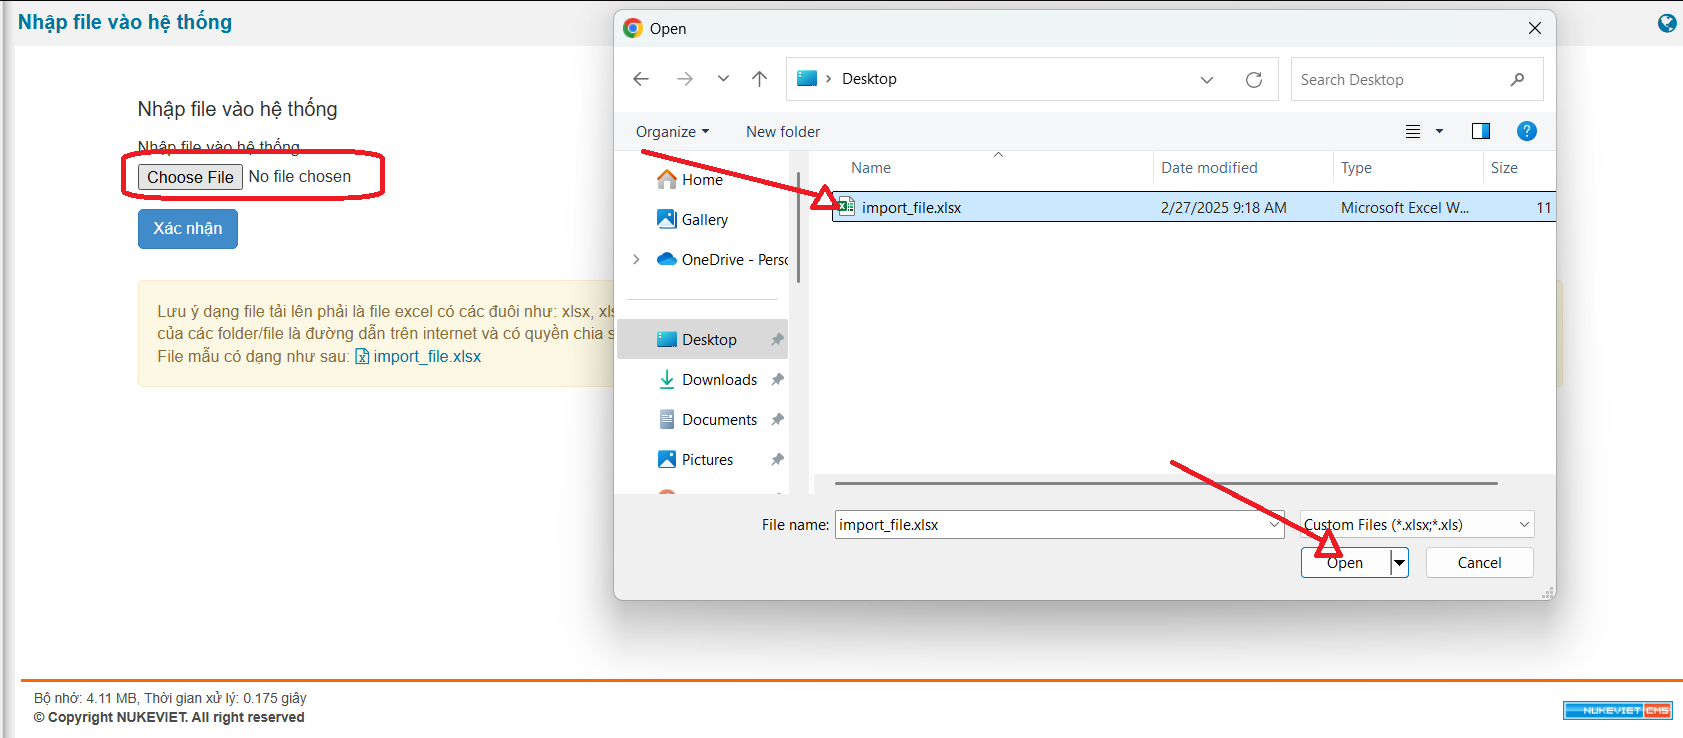 Nhập file vào hệ thống
Nhập file vào hệ thống
Nhập file vào hệ thống
Choose File No file chosen
Xác nhận
Lưu ý dạng file tải lên phải là file excel có các đuôi như: xlsx, xls
của các folder/file là đường dẫn trên internet và có quyền chia s
File mẫu có dạng như sau: import_file.xlsx
Open
Desktop
Search Desktop
Organize
New folder
Name Date modified Type Size
import_file.xlsx 2/27/2025 9:18 AM Microsoft Excel W... 11
Home
Gallery
OneDrive - Perso
Desktop
Downloads
Documents
Pictures
File name: import_file.xlsx
Custom Files (*.xlsx;*.xls)
Open
Cancel
Bộ nhớ: 4.11 MB, Thời gian xử lý: 0.175 giây
© Copyright NUKEVIET. All right reserved
NUKEVIET CMS